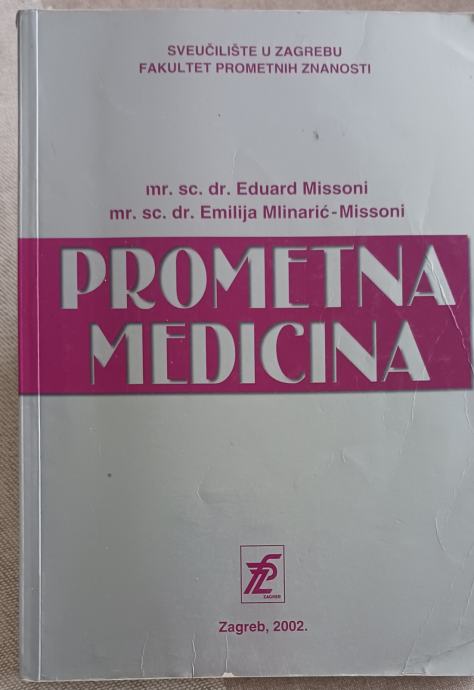 SVEUČILIŠTE U ZAGREBU
FAKULTET PROMETNIH ZNANOSTI
mr. sc. dr. Eduard Missoni
mr. sc. dr. Emilija Mlinarić-Missoni
PROMETNA
MEDICINA
ZAGREB
Zagreb, 2002.